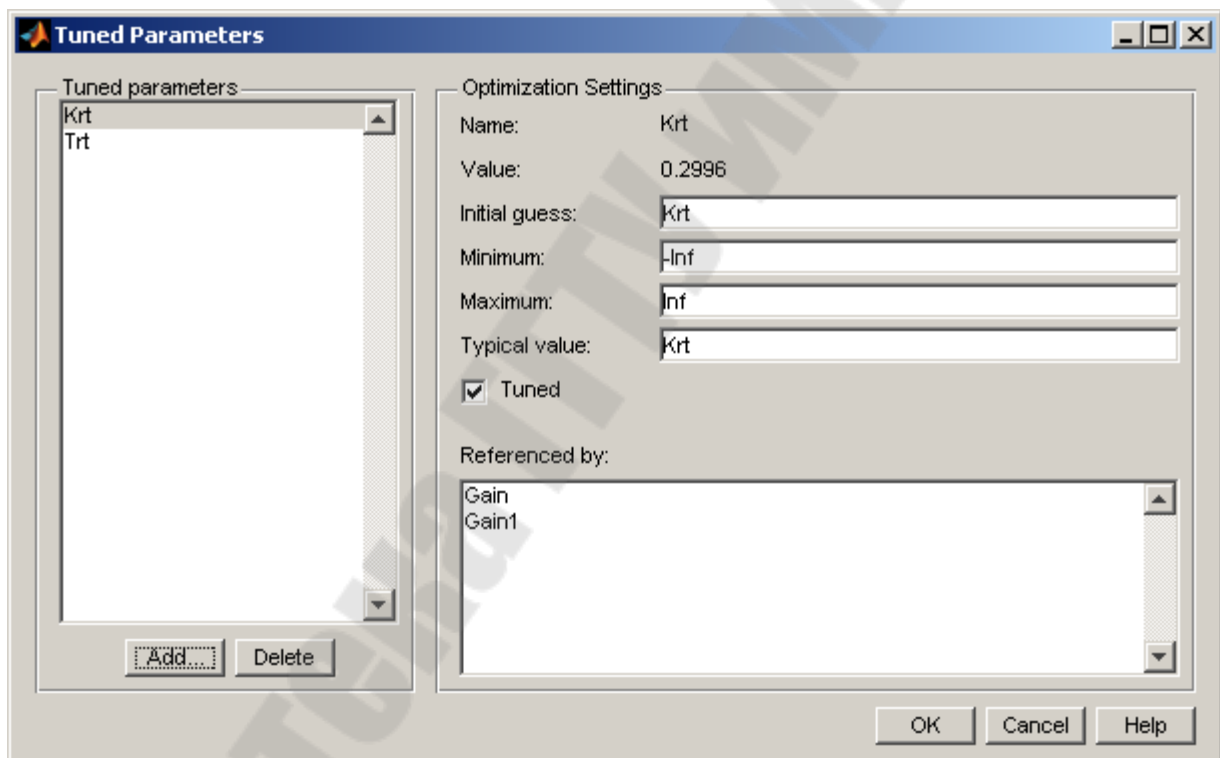 Tuned Parameters
Tuned parameters
Krt
Trt
Add...
Delete
Optimization Settings
Name: Krt
Value: 0.2996
Initial guess: Krt
Minimum: -Inf
Maximum: Inf
Typical value: Krt
Tuned
Referenced by:
Gain
Gain1
OK
Cancel
Help